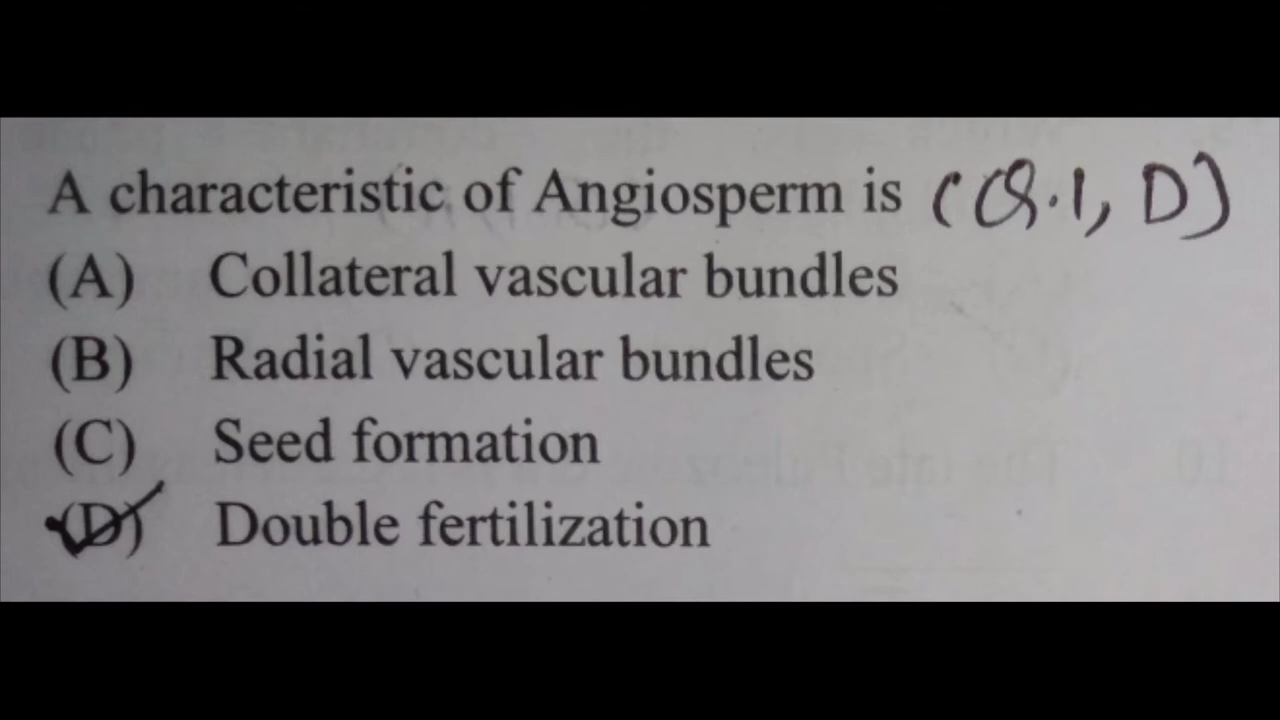 A characteristic of Angiosperm is (Q.1, D)
(A) Collateral vascular bundles
(B) Radial vascular bundles
(C) Seed formation
(D) Double fertilization